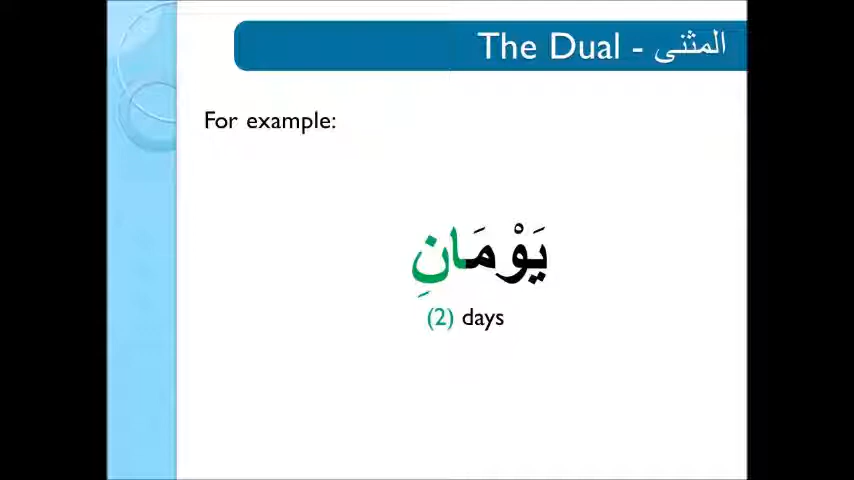 The Dual - المثنى
For example:
يَوْمَانِ
(2) days